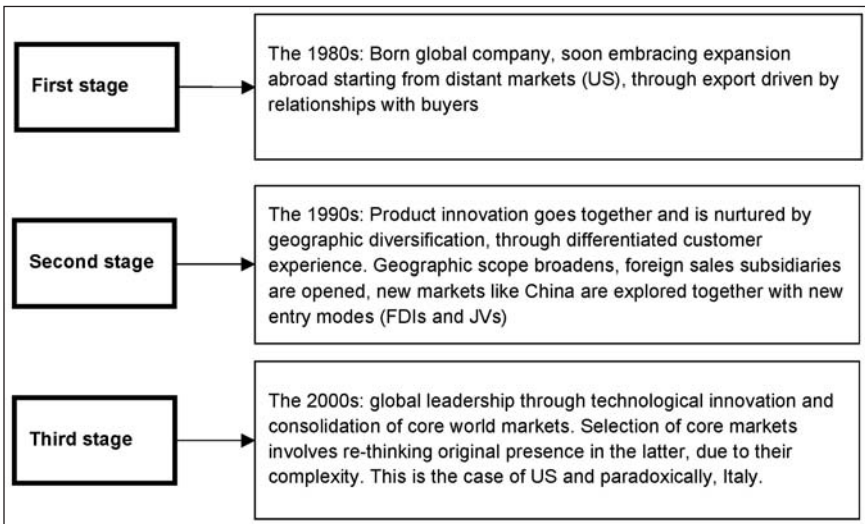 First stage
The 1980s: Born global company, soon embracing expansion
abroad starting from distant markets (US), through export driven by
relationships with buyers
Second stage
The 1990s: Product innovation goes together and is nurtured by
geographic diversification, through differentiated customer
experience. Geographic scope broadens, foreign sales subsidiaries
are opened, new markets like China are explored together with new
entry modes (FDIs and JVs)
Third stage
The 2000s: global leadership through technological innovation and
consolidation of core world markets. Selection of core markets
involves re-thinking original presence in the latter, due to their
complexity. This is the case of US and paradoxically, Italy.